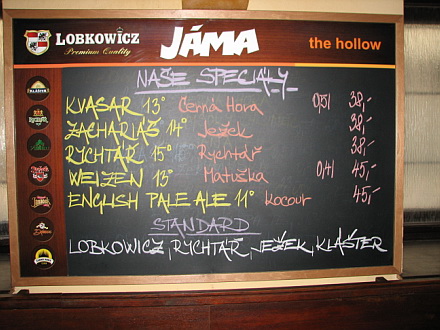 LOBKOWICZ
Premium Quality
JÁMA
the hollow
NAŠE SPECIÁLY
KVASAR 13° Černá Hora 0,5l 38,-
ZACHARIÁŠ 14° Ježek 38,-
RYCHTÁŘ 15° Rychtář 38,-
WEIZEN 13° Matuška 0,4l 45,-
ENGLISH PALE ALE 11° Kocour 45,-
STANDARD
LOBKOWICZ, RYCHTÁŘ, JEŽEK, KLÁŠTER